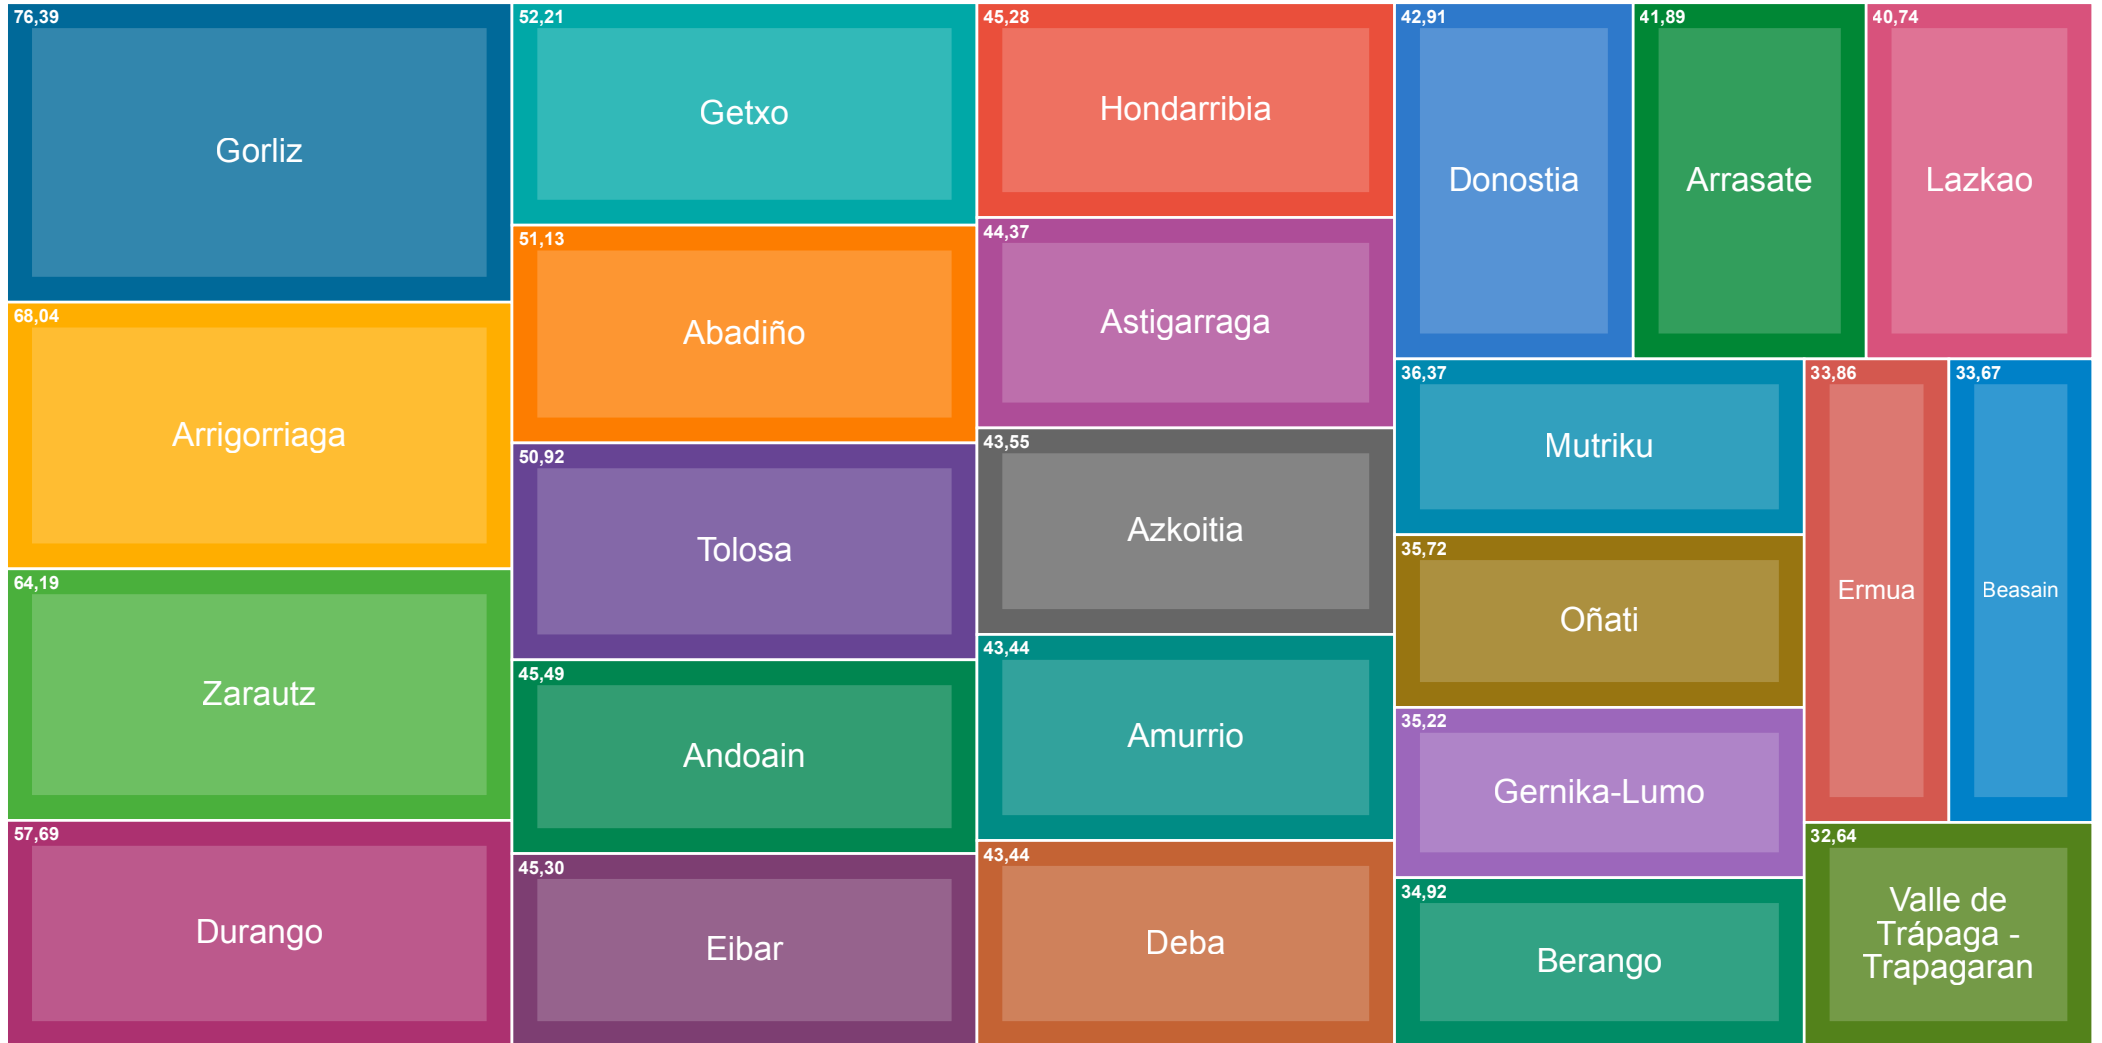 76,39
Gorliz
68,04
Arrigorriaga
64,19
Zarautz
57,69
Durango
52,21
Getxo
51,13
Abadiño
50,92
Tolosa
45,49
Andoain
45,30
Eibar
45,28
Hondarribia
44,37
Astigarraga
43,55
Azkoitia
43,44
Amurrio
43,44
Deba
42,91
Donostia
41,89
Arrasate
40,74
Lazkao
36,37
Mutriku
35,72
Oñati
35,22
Gernika-Lumo
34,92
Berango
33,86
Ermua
33,67
Beasain
32,64
Valle de
Trápaga -
Trapagaran